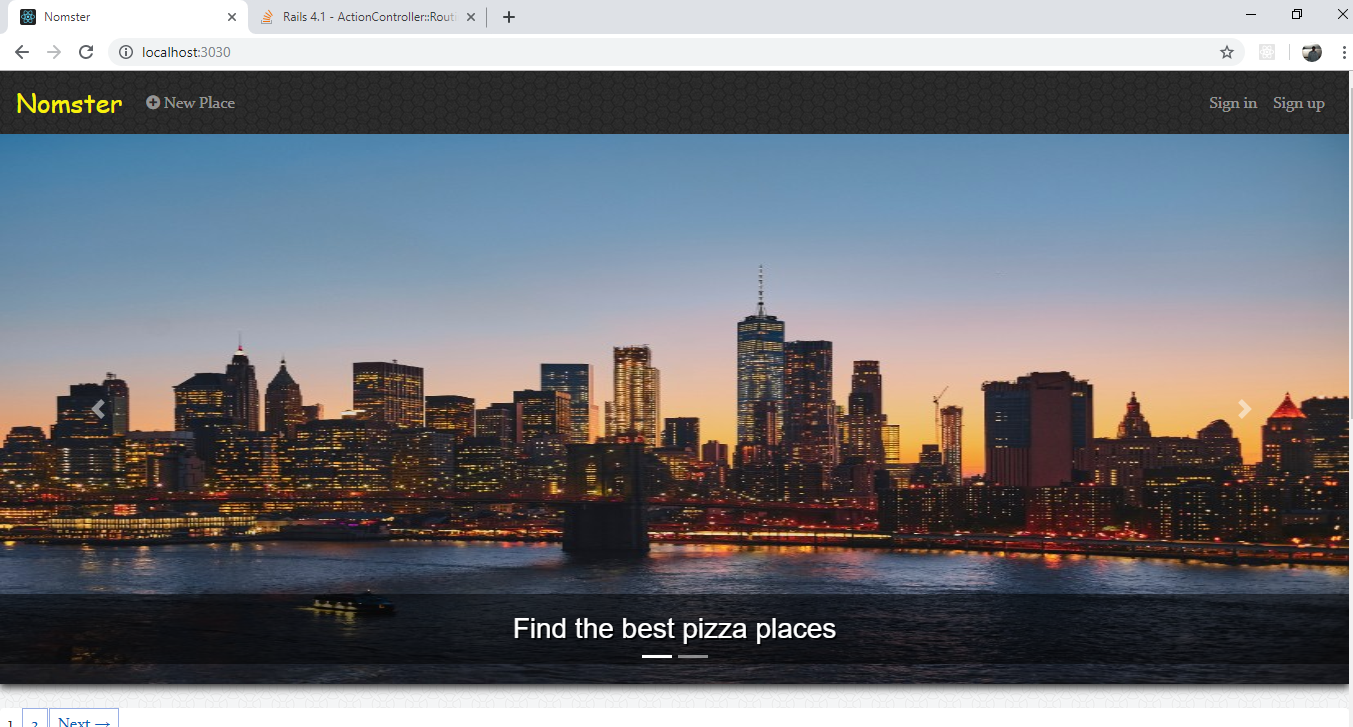 Nomster
Rails 4.1 - ActionController::Routi
localhost:3030
Nomster
New Place
Sign in
Sign up
Find the best pizza places
1 2 Next →